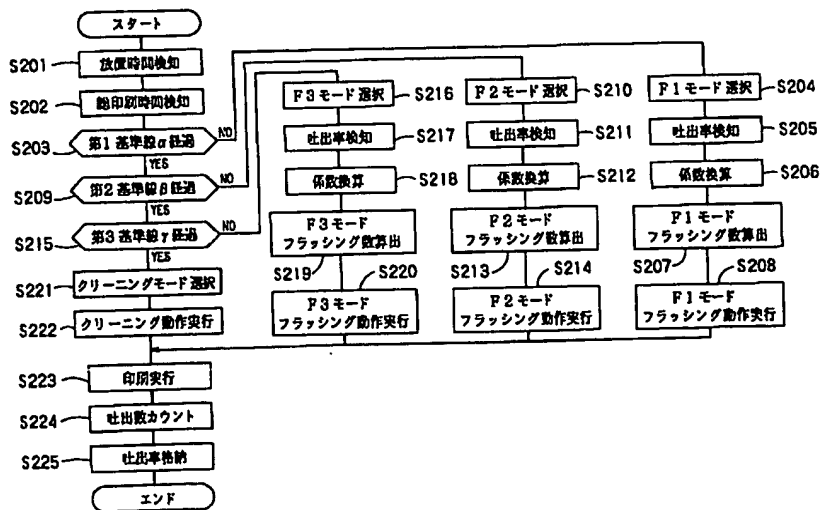 スタート
S201
放置時間検知
S202
総印刷時間検知
S203
第1基準線α経過
NO
YES
S209
第2基準線β経過
NO
YES
S215
第3基準線γ経過
NO
YES
S221
クリーニングモード選択
S222
クリーニング動作実行
S223
印刷実行
S224
吐出数カウント
S225
吐出率格納
エンド
F3モード選択
S216
吐出率検知
S217
係数換算
S218
F3モード
フラッシング数算出
S219
S220
F3モード
フラッシング動作実行
F2モード選択
S210
吐出率検知
S211
係数換算
S212
F2モード
フラッシング数算出
S213
S214
F2モード
フラッシング動作実行
F1モード選択
S204
吐出率検知
S205
係数換算
S206
F1モード
フラッシング数算出
S207
S208
F1モード
フラッシング動作実行